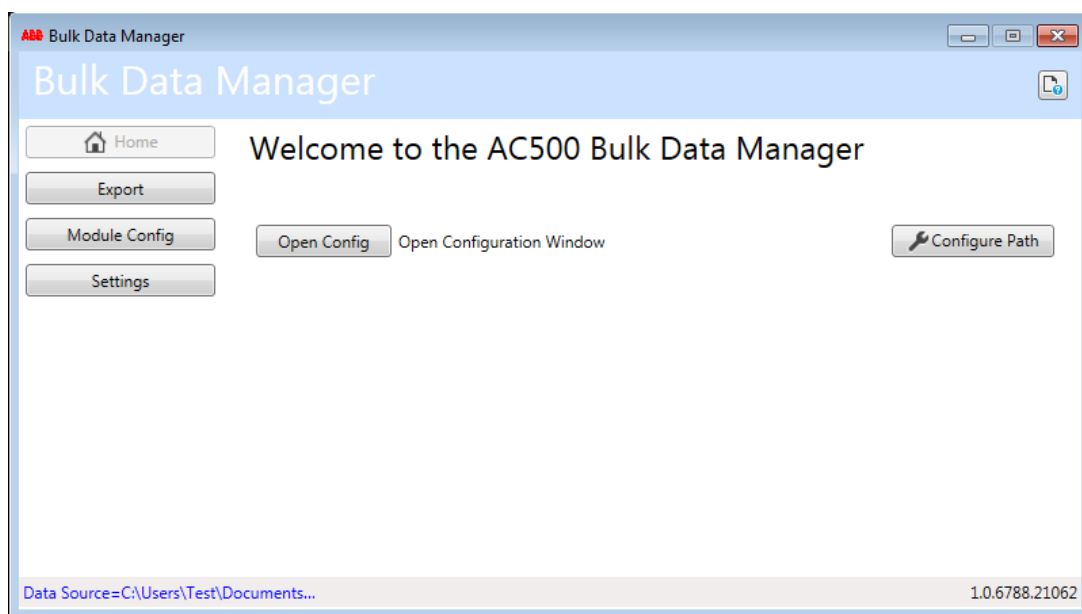 ABB Bulk Data Manager
Bulk Data Manager
Home
Welcome to the AC500 Bulk Data Manager
Export
Module Config
Open Config Open Configuration Window Configure Path
Settings
Data Source=C:\Users\Test\Documents... 1.0.6788.21062